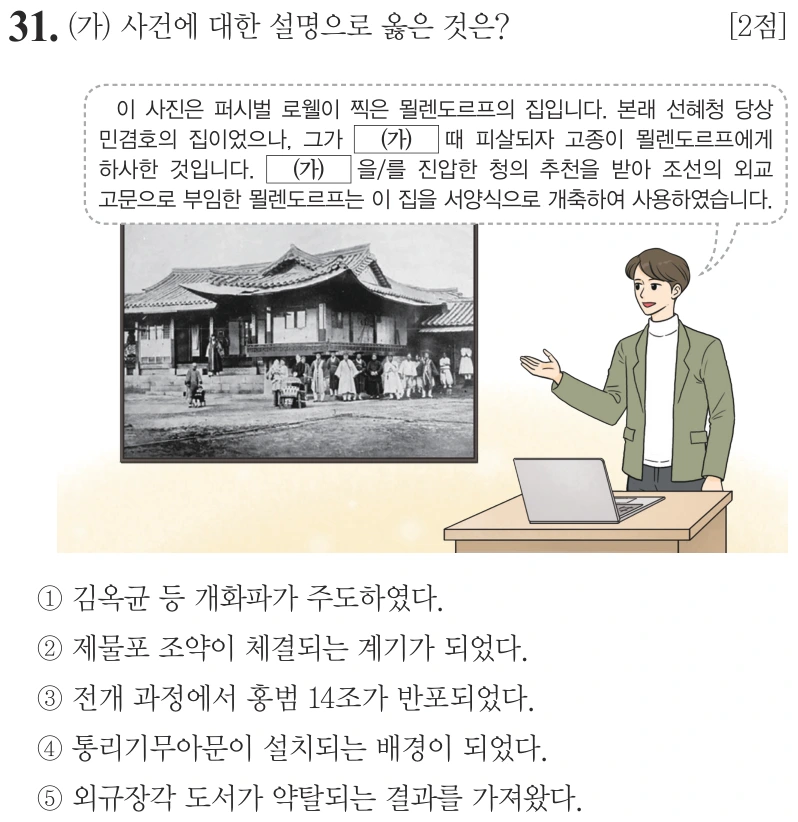 31. (가) 사건에 대한 설명으로 옳은 것은? [2점]
이 사진은 퍼시벌 로웰이 찍은 묄렌도르프의 집입니다. 본래 선혜청 당상
민겸호의 집이었으나, 그가 (가) 때 피살되자 고종이 묄렌도르프에게
하사한 것입니다. (가) 을/를 진압한 청의 추천을 받아 조선의 외교
고문으로 부임한 묄렌도르프는 이 집을 서양식으로 개축하여 사용하였습니다.
① 김옥균 등 개화파가 주도하였다.
② 제물포 조약이 체결되는 계기가 되었다.
③ 전개 과정에서 홍범 14조가 반포되었다.
④ 통리기무아문이 설치되는 배경이 되었다.
⑤ 외규장각 도서가 약탈되는 결과를 가져왔다.